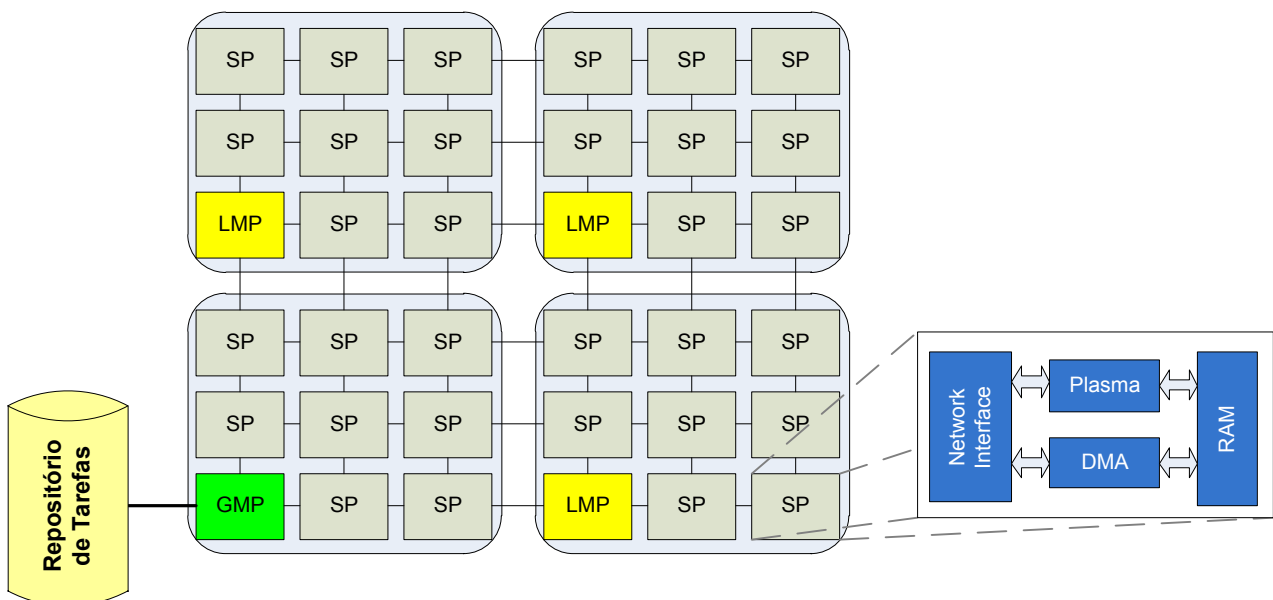 SP SP SP SP SP SP
SP SP SP SP SP SP
LMP SP SP LMP SP SP
SP SP SP SP SP SP
SP SP SP SP SP SP
GMP SP SP LMP SP SP
Repositório
de Tarefas
Network
Interface
Plasma
DMA
RAM